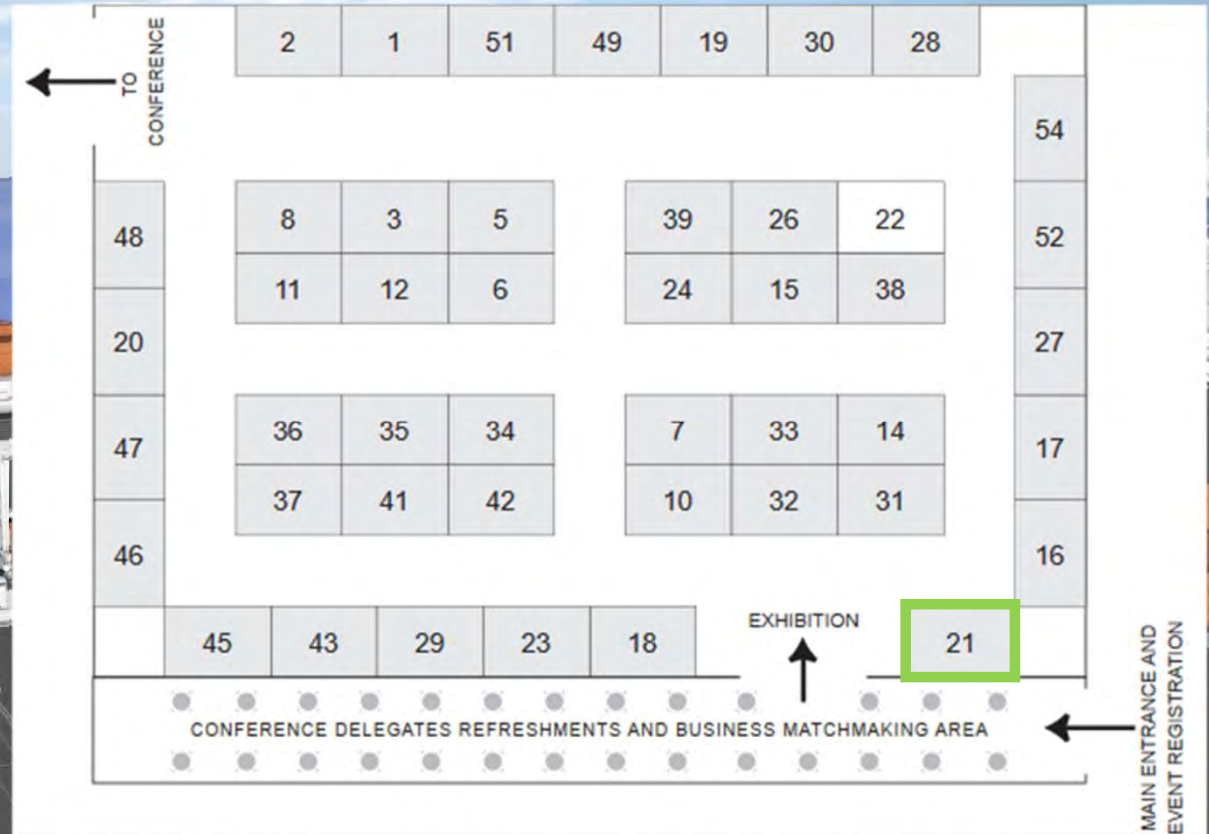 2 1 51 49 19 30 28
TO
CONFERENCE
54
48 8 3 5 39 26 22 52
11 12 6 24 15 38
20 27
36 35 34 7 33 14
47 17
37 41 42 10 32 31
46 16
45 43 29 23 18 EXHIBITION 21
CONFERENCE DELEGATES REFRESHMENTS AND BUSINESS MATCHMAKING AREA
MAIN ENTRANCE AND
EVENT REGISTRATION